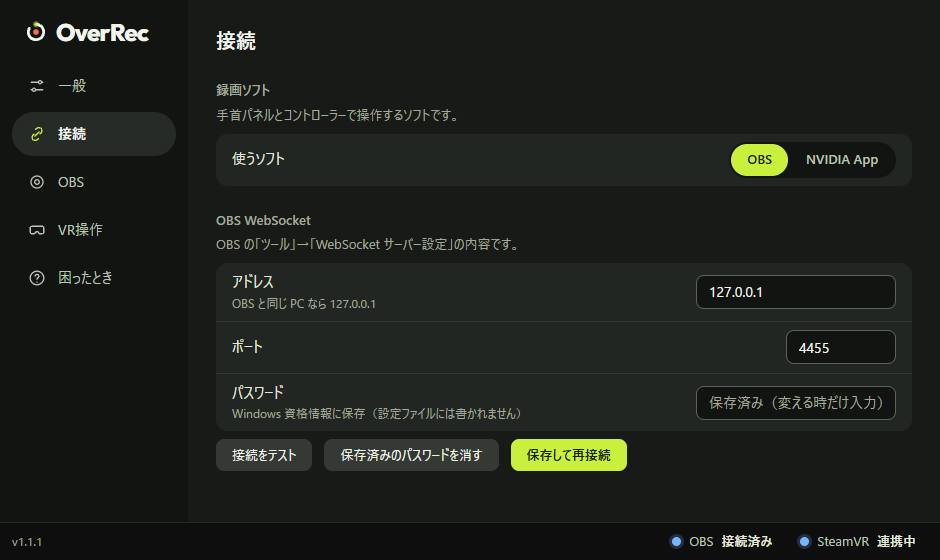 OverRec
一般
接続
OBS
VR操作
困ったとき
接続
録画ソフト
手首パネルとコントローラーで操作するソフトです。
使うソフト
OBS
NVIDIA App
OBS WebSocket
OBS の「ツール」→「WebSocket サーバー設定」の内容です。
アドレス
OBS と同じ PC なら 127.0.0.1
127.0.0.1
ポート
4455
パスワード
Windows 資格情報に保存（設定ファイルには書かれません）
保存済み（変える時だけ入力）
接続をテスト
保存済みのパスワードを消す
保存して再接続
v1.1.1
OBS 接続済み
SteamVR 連携中